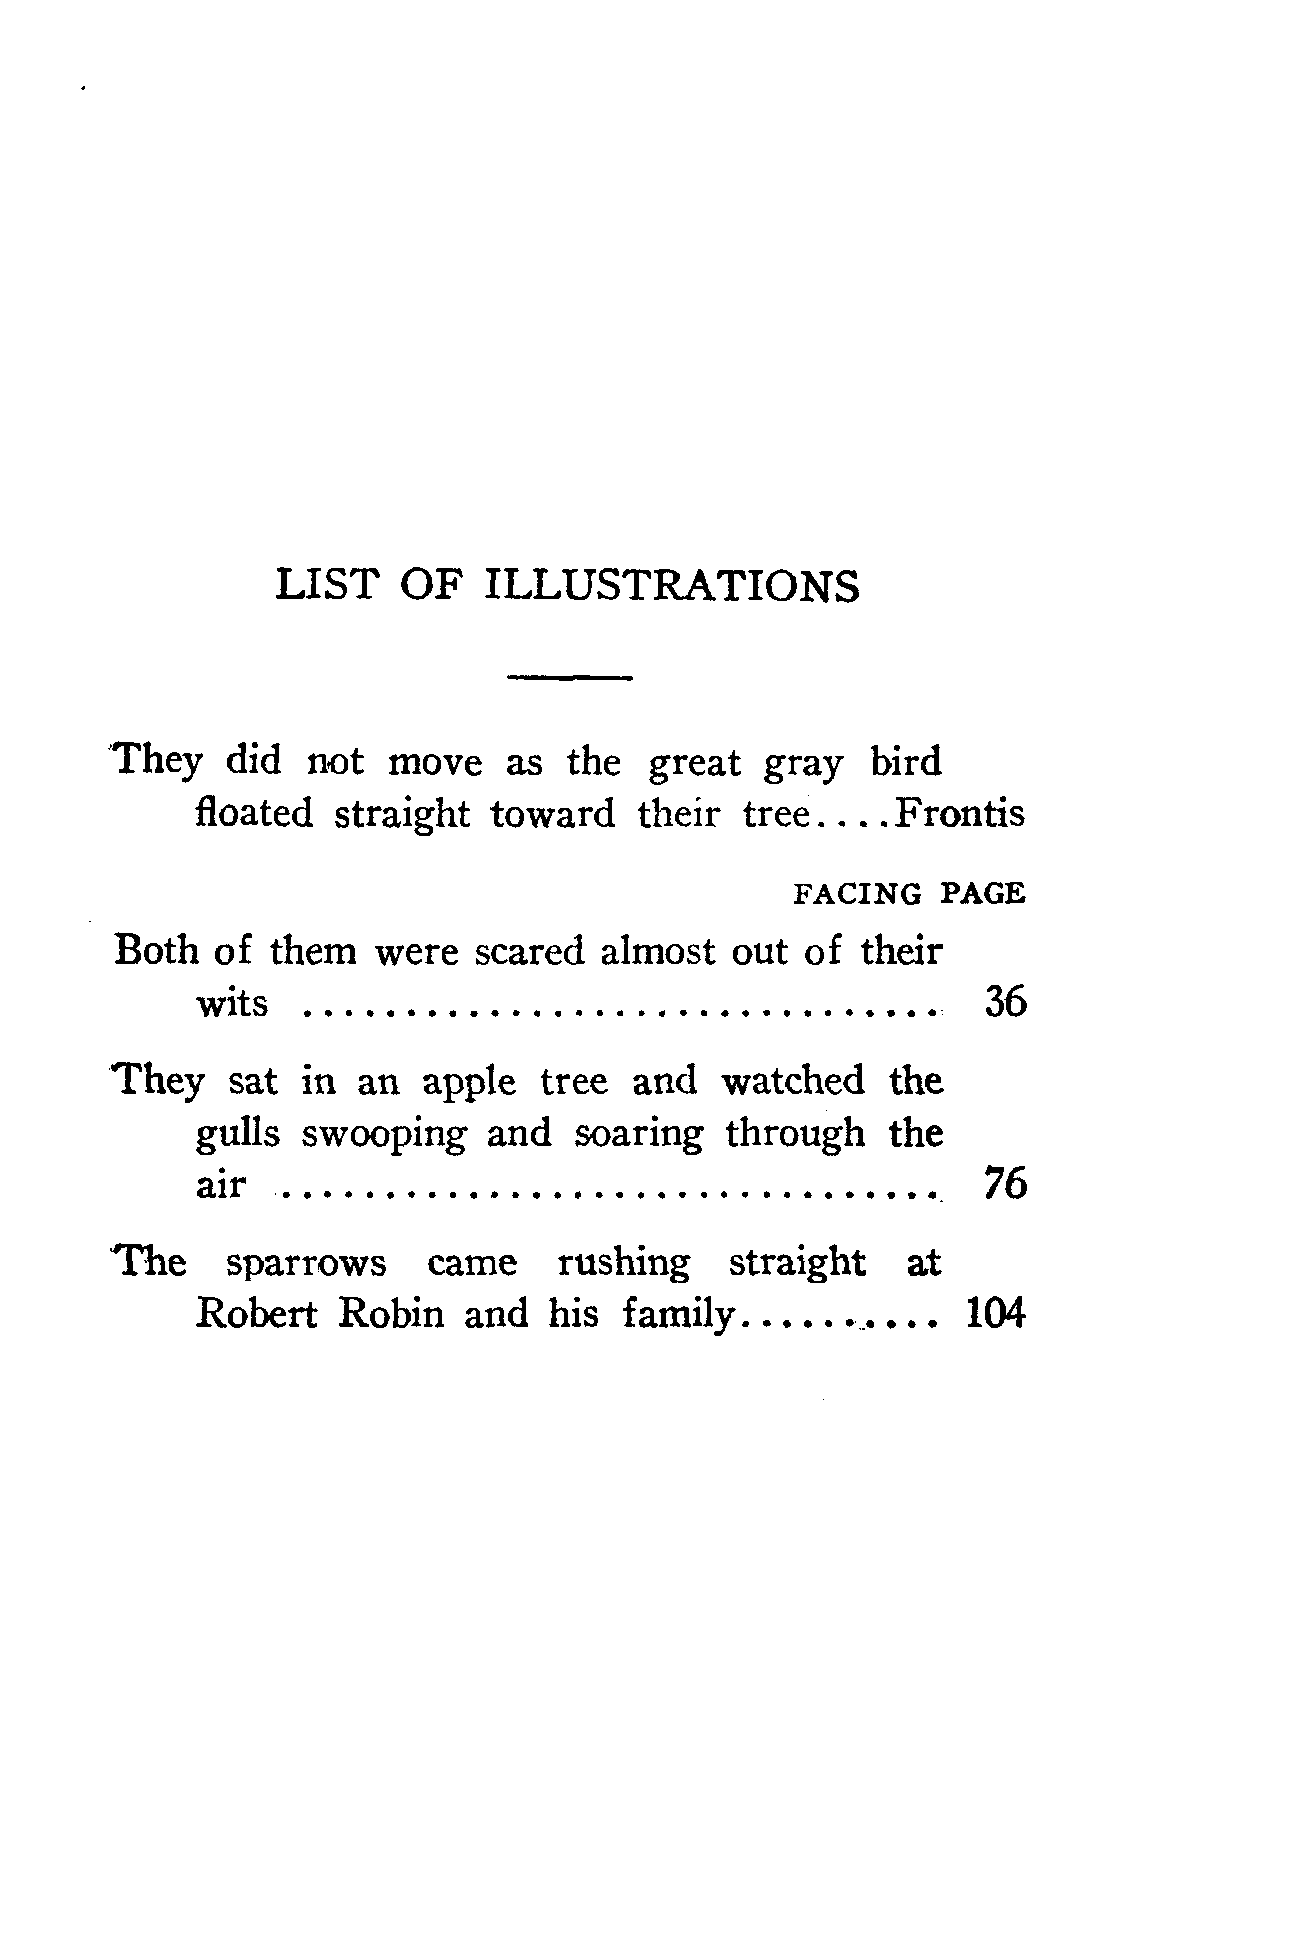 LIST OF ILLUSTRATIONS
They did not move as the great gray bird
floated straight toward their tree....Frontis
FACING PAGE
Both of them were scared almost out of their
wits ............................... 36
They sat in an apple tree and watched the
gulls swooping and soaring through the
air ................................ 76
The sparrows came rushing straight at
Robert Robin and his family.......... 104